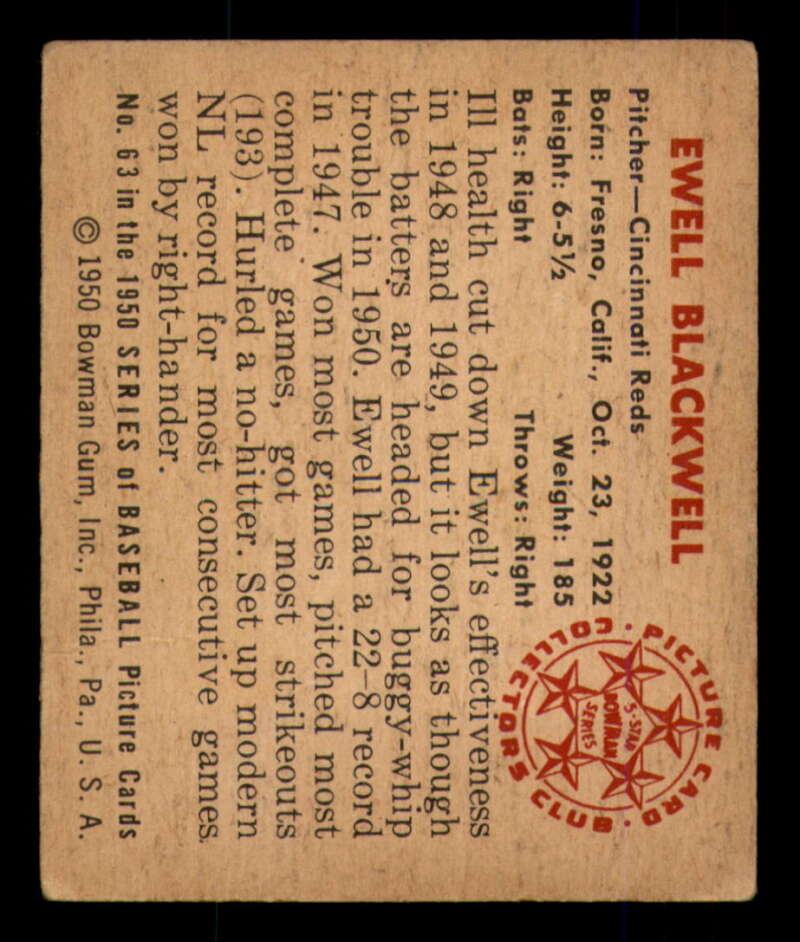 EWELL BLACKWELL
Pitcher—Cincinnati Reds
Born: Fresno, Calif., Oct. 23, 1922
Height: 6-5½ Weight: 185
Bats: Right Throws: Right
PICTURE CARD COLLECTORS CLUB
5-STAR
BOWMAN
SERIES
Ill health cut down Ewell's effectiveness
in 1948 and 1949, but it looks as though
the batters are headed for buggy-whip
trouble in 1950. Ewell had a 22-8 record
in 1947. Won most games, pitched most
complete games, got most strikeouts
(193). Hurled a no-hitter. Set up modern
NL record for most consecutive games
won by right-hander.
No. 63 in the 1950 SERIES of BASEBALL Picture Cards
© 1950 Bowman Gum, Inc., Phila., Pa., U. S. A.